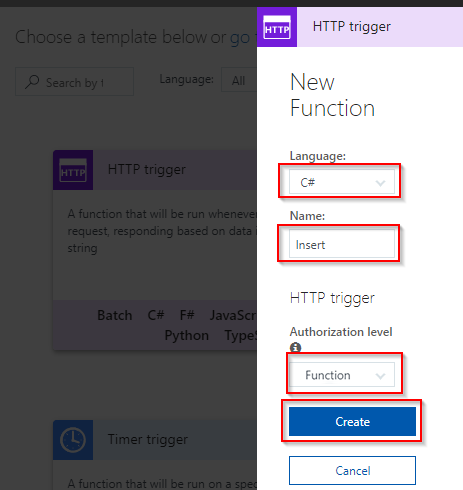 HTTP
HTTP trigger
Choose a template below or go
Search by
Language:
All
HTTP
HTTP trigger
A function that will be run whenever
request, responding based on data
string
Batch C# F# JavaScr
Python TypeS
Timer trigger
A function that will be run on a spec
New
Function
Language:
C#
Name:
Insert
HTTP trigger
Authorization level
Function
Create
Cancel